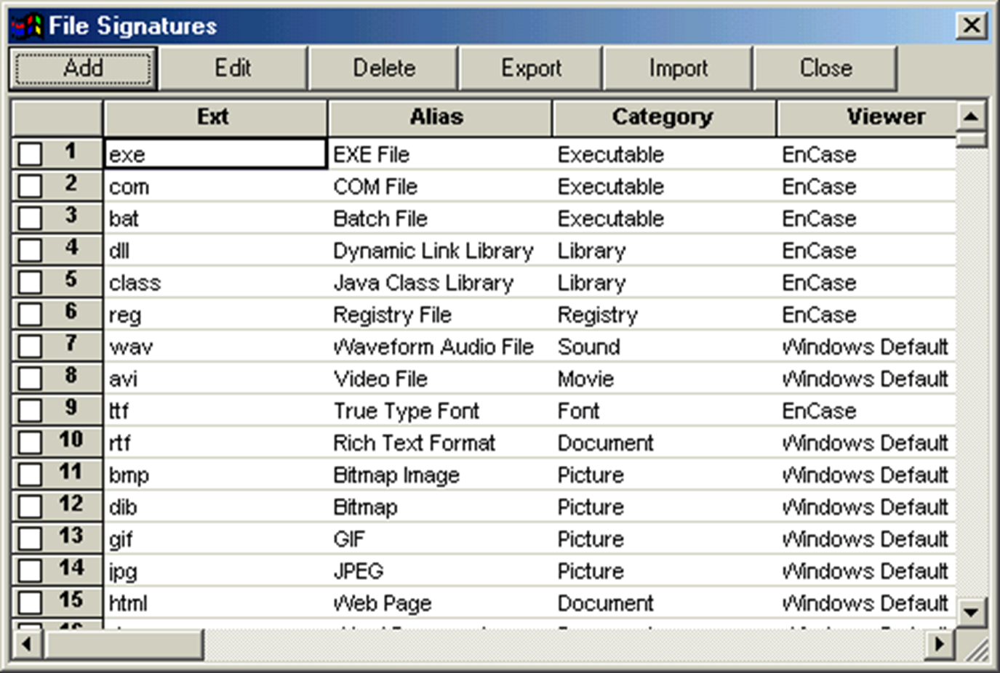 File Signatures
Add Edit Delete Export Import Close
Ext Alias Category Viewer
1 exe EXE File Executable EnCase
2 com COM File Executable EnCase
3 bat Batch File Executable EnCase
4 dll Dynamic Link Library Library EnCase
5 class Java Class Library Library EnCase
6 reg Registry File Registry EnCase
7 wav Waveform Audio File Sound Windows Default
8 avi Video File Movie Windows Default
9 ttf True Type Font Font EnCase
10 rtf Rich Text Format Document Windows Default
11 bmp Bitmap Image Picture Windows Default
12 dib Bitmap Picture Windows Default
13 gif GIF Picture Windows Default
14 jpg JPEG Picture Windows Default
15 html Web Page Document Windows Default